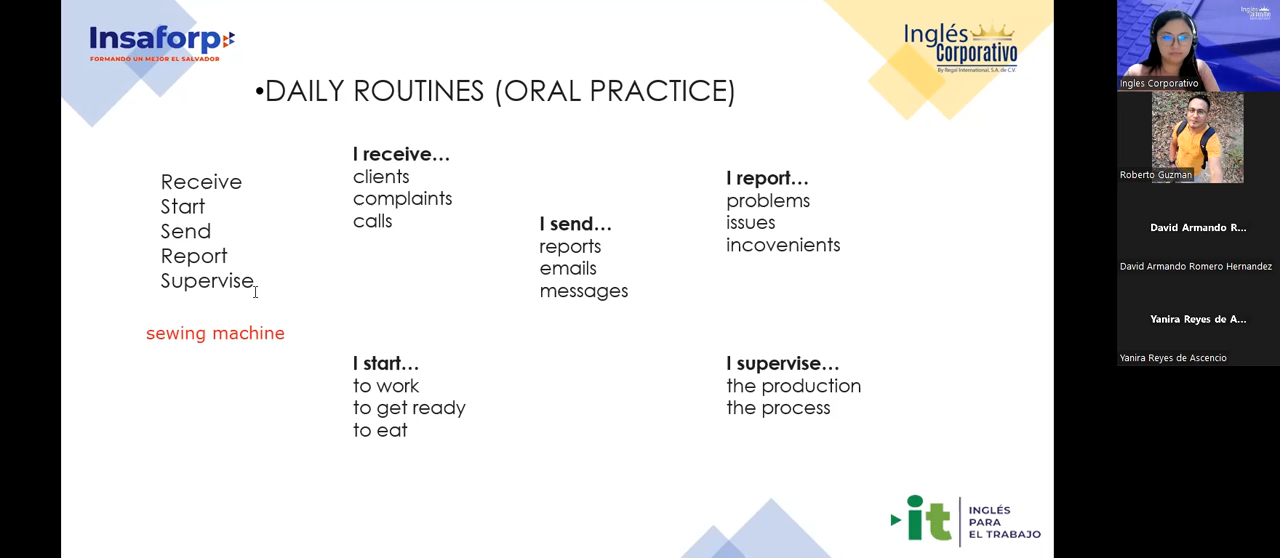 Insaforp
FORMANDO UN MEJOR EL SALVADOR
Inglés
Corporativo
By Regal International, S.A. de C.V.
•DAILY ROUTINES (ORAL PRACTICE)
Receive
Start
Send
Report
Supervise
sewing machine
I receive…
clients
complaints
calls
I send…
reports
emails
messages
I report…
problems
issues
incovenients
I start…
to work
to get ready
to eat
I supervise…
the production
the process
it
INGLÉS
PARA
EL TRABAJO
Ingles Corporativo
Roberto Guzman
David Armando R...
David Armando Romero Hernandez
Yanira Reyes de A...
Yanira Reyes de Ascencio